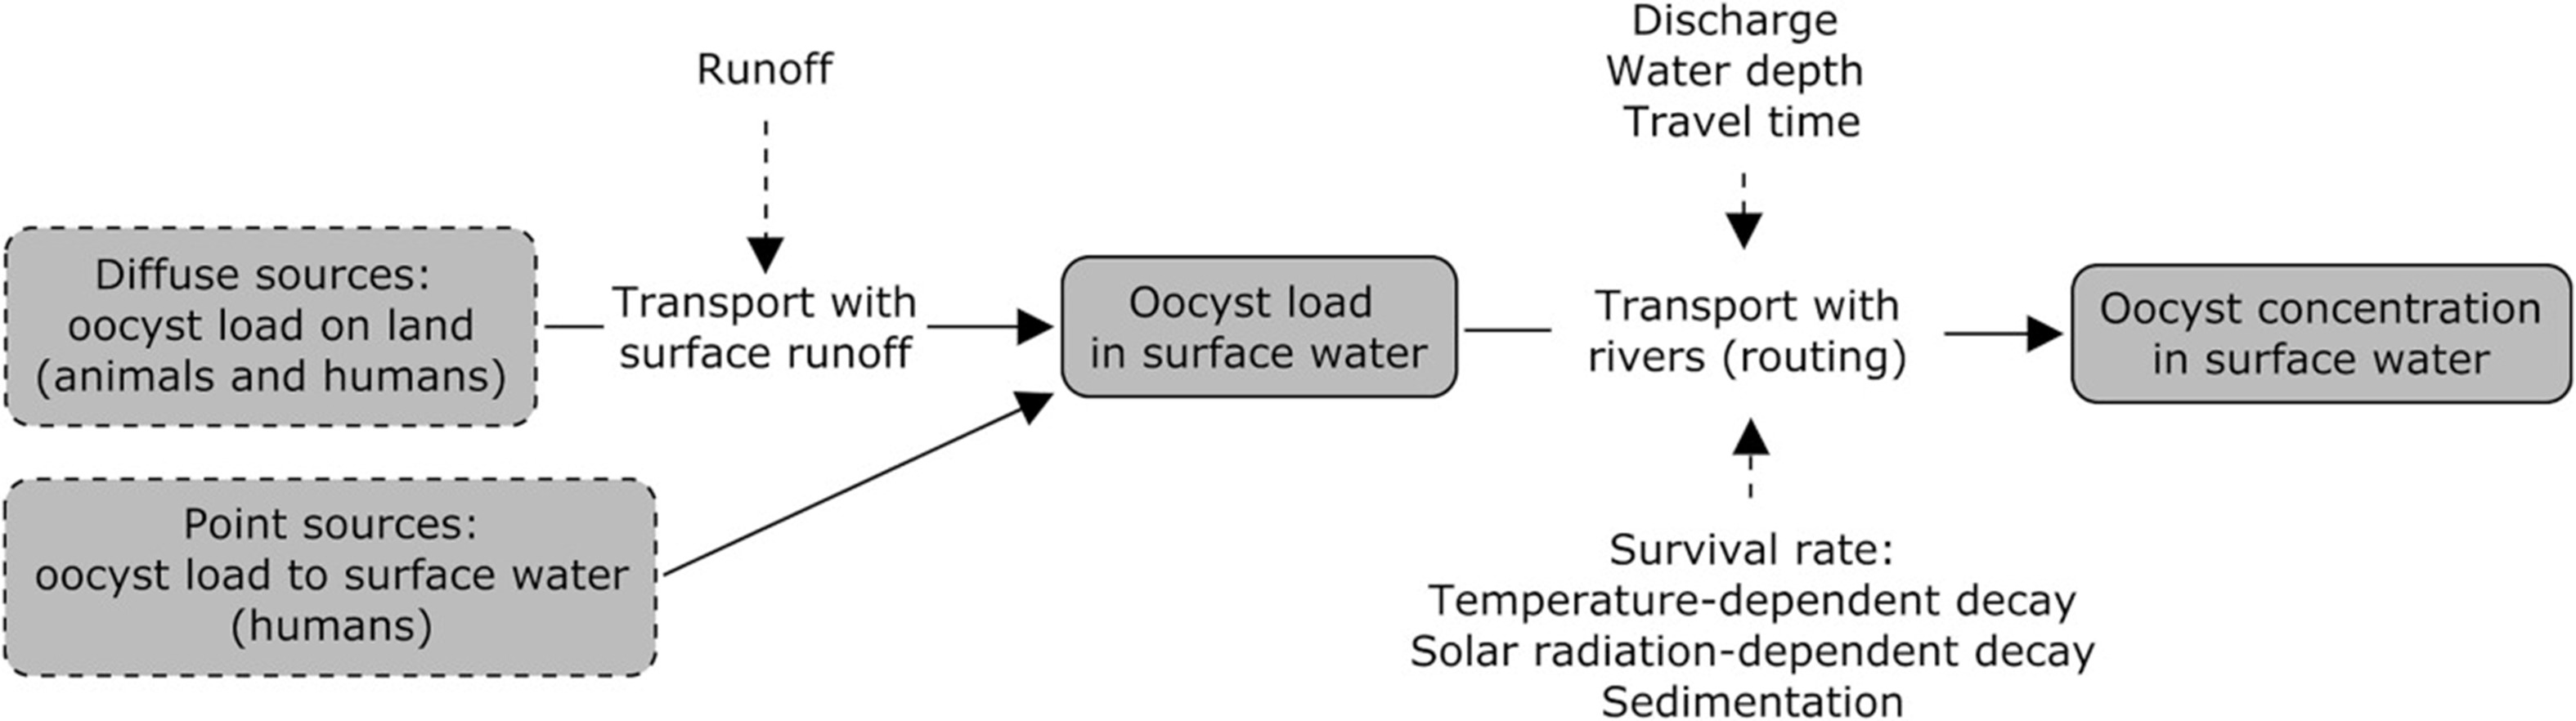 Runoff
Discharge
Water depth
Travel time
Diffuse sources:
oocyst load on land
(animals and humans)
Transport with
surface runoff
Oocyst load
in surface water
Transport with
rivers (routing)
Oocyst concentration
in surface water
Point sources:
oocyst load to surface water
(humans)
Survival rate:
Temperature-dependent decay
Solar radiation-dependent decay
Sedimentation